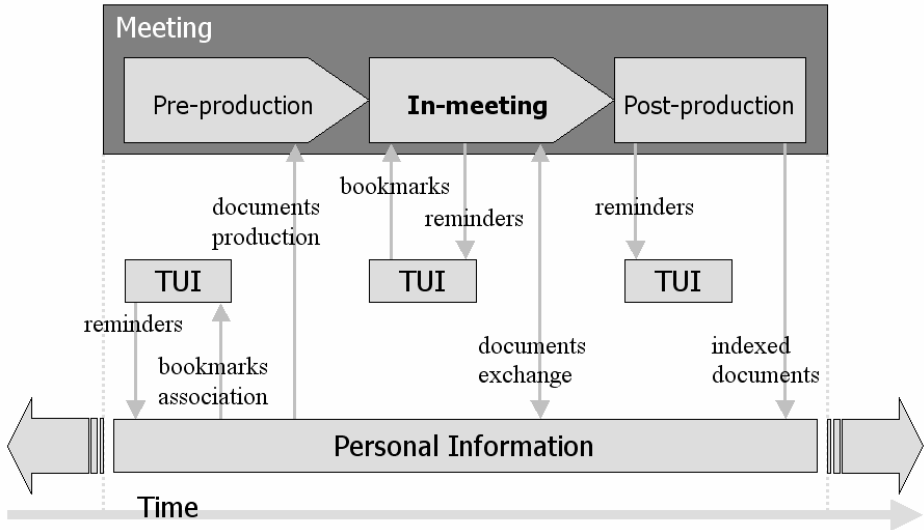 Meeting
Pre-production
In-meeting
Post-production
documents
production
bookmarks
reminders
reminders
TUI
TUI
TUI
reminders
bookmarks
association
documents
exchange
indexed
documents
Personal Information
Time